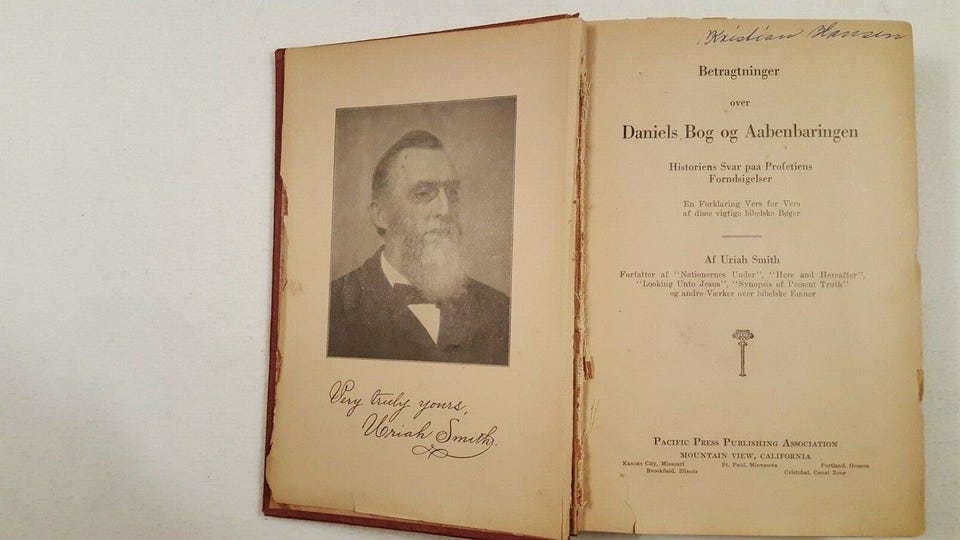 Very truly yours,
Uriah Smith.
Kristian Hansen
Betragtninger
over
Daniels Bog og Aabenbaringen
Historiens Svar paa Profetiens
Forudsigelser
En Forklaring Vers for Vers
af disse vigtige bibelske Bøger
Af Uriah Smith
Forfatter af "Nationernes Under", "Here and Hereafter",
"Looking Unto Jesus", "Synopsis of Present Truth"
og andre Værker over bibelske Emner
PACIFIC PRESS PUBLISHING ASSOCIATION
MOUNTAIN VIEW, CALIFORNIA
Kansas City, Missouri St. Paul, Minnesota Portland, Oregon
Brookfield, Illinois Cristobal, Canal Zone